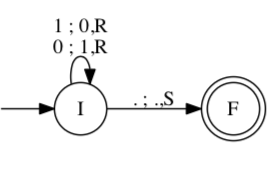 1 ; 0,R
0 ; 1,R
I
. ; .,S
F